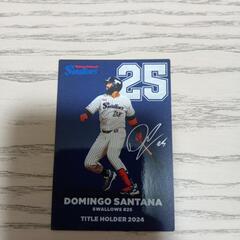 Swallows
25
DOMINGO SANTANA
SWALLOWS #25
TITLE HOLDER 2024